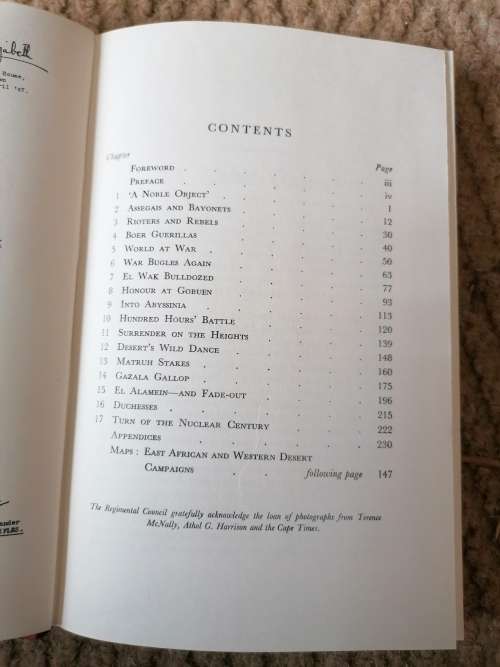 zabeth
House,
ril '47.
ander
IFLES.
CONTENTS
Chapter Page
FOREWORD . . . . . . iii
PREFACE . . . . . . iv
1 'A NOBLE OBJECT' . . . . . 1
2 ASSEGAIS AND BAYONETS . . . . . 12
3 RIOTERS AND REBELS . . . . . 30
4 BOER GUERILLAS . . . . . 40
5 WORLD AT WAR . . . . . 50
6 WAR BUGLES AGAIN . . . . . 63
7 EL WAK BULLDOZED . . . . . 77
8 HONOUR AT GOBUEN . . . . . 93
9 INTO ABYSSINIA . . . . . 113
10 HUNDRED HOURS' BATTLE . . . . 120
11 SURRENDER ON THE HEIGHTS . . . . 139
12 DESERT'S WILD DANCE . . . . 148
13 MATRUH STAKES . . . . . 160
14 GAZALA GALLOP . . . . . 175
15 EL ALAMEIN—AND FADE-OUT . . . . 196
16 DUCHESSES . . . . . . 215
17 TURN OF THE NUCLEAR CENTURY . . . 222
APPENDICES . . . . . 230
MAPS : EAST AFRICAN AND WESTERN DESERT
CAMPAIGNS . . following page 147
The Regimental Council gratefully acknowledge the loan of photographs from Terence
McNally, Athol G. Harrison and the Cape Times.